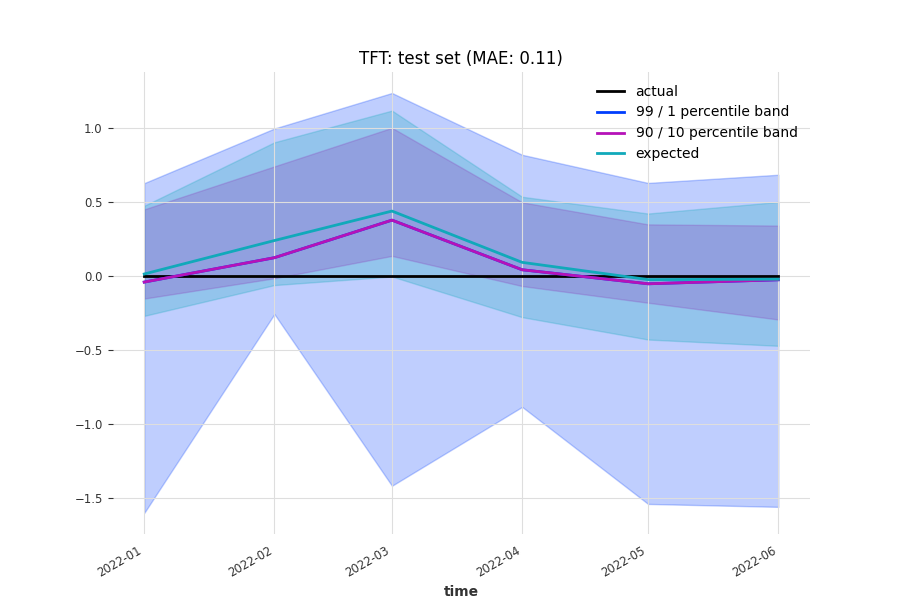 TFT: test set (MAE: 0.11)
actual
99 / 1 percentile band
90 / 10 percentile band
expected
1.0
0.5
0.0
−0.5
−1.0
−1.5
2022-01
2022-02
2022-03
2022-04
2022-05
2022-06
time